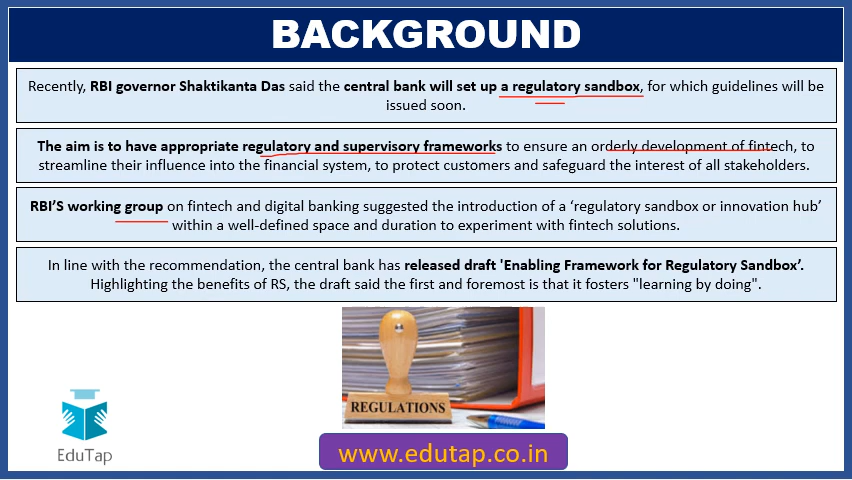 BACKGROUND
Recently, RBI governor Shaktikanta Das said the central bank will set up a regulatory sandbox, for which guidelines will be
issued soon.
The aim is to have appropriate regulatory and supervisory frameworks to ensure an orderly development of fintech, to
streamline their influence into the financial system, to protect customers and safeguard the interest of all stakeholders.
RBI'S working group on fintech and digital banking suggested the introduction of a ‘regulatory sandbox or innovation hub’
within a well-defined space and duration to experiment with fintech solutions.
In line with the recommendation, the central bank has released draft 'Enabling Framework for Regulatory Sandbox’.
Highlighting the benefits of RS, the draft said the first and foremost is that it fosters "learning by doing".
REGULATIONS
EduTap
www.edutap.co.in